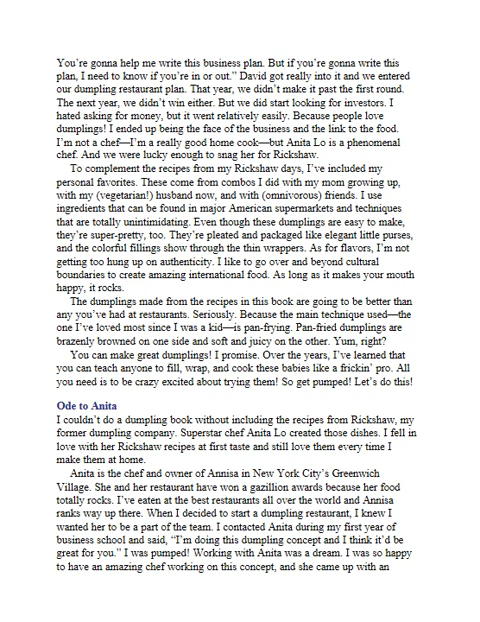 You’re gonna help me write this business plan. But if you’re gonna write this
plan, I need to know if you’re in or out.” David got really into it and we entered
our dumpling restaurant plan. That year, we didn’t make it past the first round.
The next year, we didn’t win either. But we did start looking for investors. I
hated asking for money, but it went relatively easily. Because people love
dumplings! I ended up being the face of the business and the link to the food.
I’m not a chef—I’m a really good home cook—but Anita Lo is a phenomenal
chef. And we were lucky enough to snag her for Rickshaw.
To complement the recipes from my Rickshaw days, I’ve included my
personal favorites. These come from combos I did with my mom growing up,
with my (vegetarian!) husband now, and with (omnivorous) friends. I use
ingredients that can be found in major American supermarkets and techniques
that are totally unintimidating. Even though these dumplings are easy to make,
they’re super-pretty, too. They’re pleated and packaged like elegant little purses,
and the colorful fillings show through the thin wrappers. As for flavors, I’m not
getting too hung up on authenticity. I like to go over and beyond cultural
boundaries to create amazing international food. As long as it makes your mouth
happy, it rocks.
The dumplings made from the recipes in this book are going to be better than
any you’ve had at restaurants. Seriously. Because the main technique used—the
one I’ve loved most since I was a kid—is pan-frying. Pan-fried dumplings are
brazenly browned on one side and soft and juicy on the other. Yum, right?
You can make great dumplings! I promise. Over the years, I’ve learned that
you can teach anyone to fill, wrap, and cook these babies like a frickin’ pro. All
you need is to be crazy excited about trying them! So get pumped! Let’s do this!
Ode to Anita
I couldn’t do a dumpling book without including the recipes from Rickshaw, my
former dumpling company. Superstar chef Anita Lo created those dishes. I fell in
love with her Rickshaw recipes at first taste and still love them every time I
make them at home.
Anita is the chef and owner of Annisa in New York City’s Greenwich
Village. She and her restaurant have won a gazillion awards because her food
totally rocks. I’ve eaten at the best restaurants all over the world and Annisa
ranks way up there. When I decided to start a dumpling restaurant, I knew I
wanted her to be a part of the team. I contacted Anita during my first year of
business school and said, “I’m doing this dumpling concept and I think it’d be
great for you.” I was pumped! Working with Anita was a dream. I was so happy
to have an amazing chef working on this concept, and she came up with an